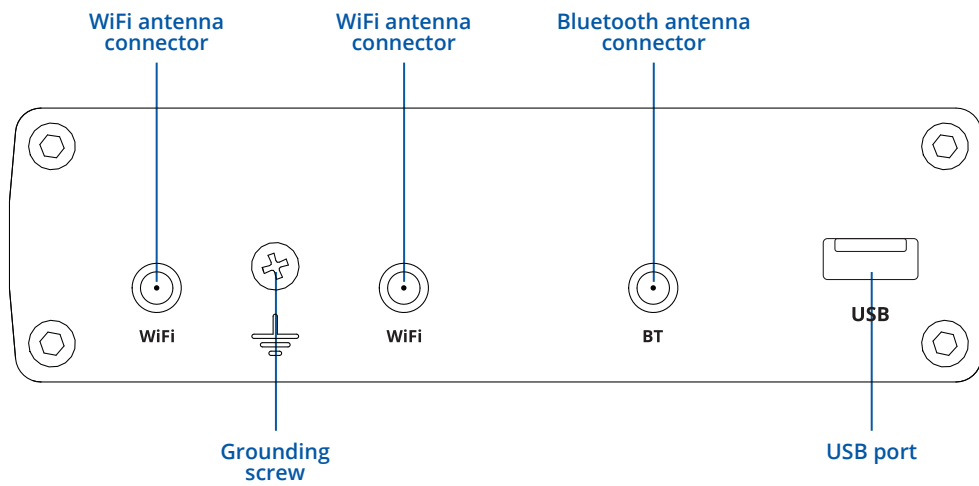 WiFi antenna
connector
WiFi antenna
connector
Bluetooth antenna
connector
WiFi
WiFi
BT
USB
Grounding
screw
USB port